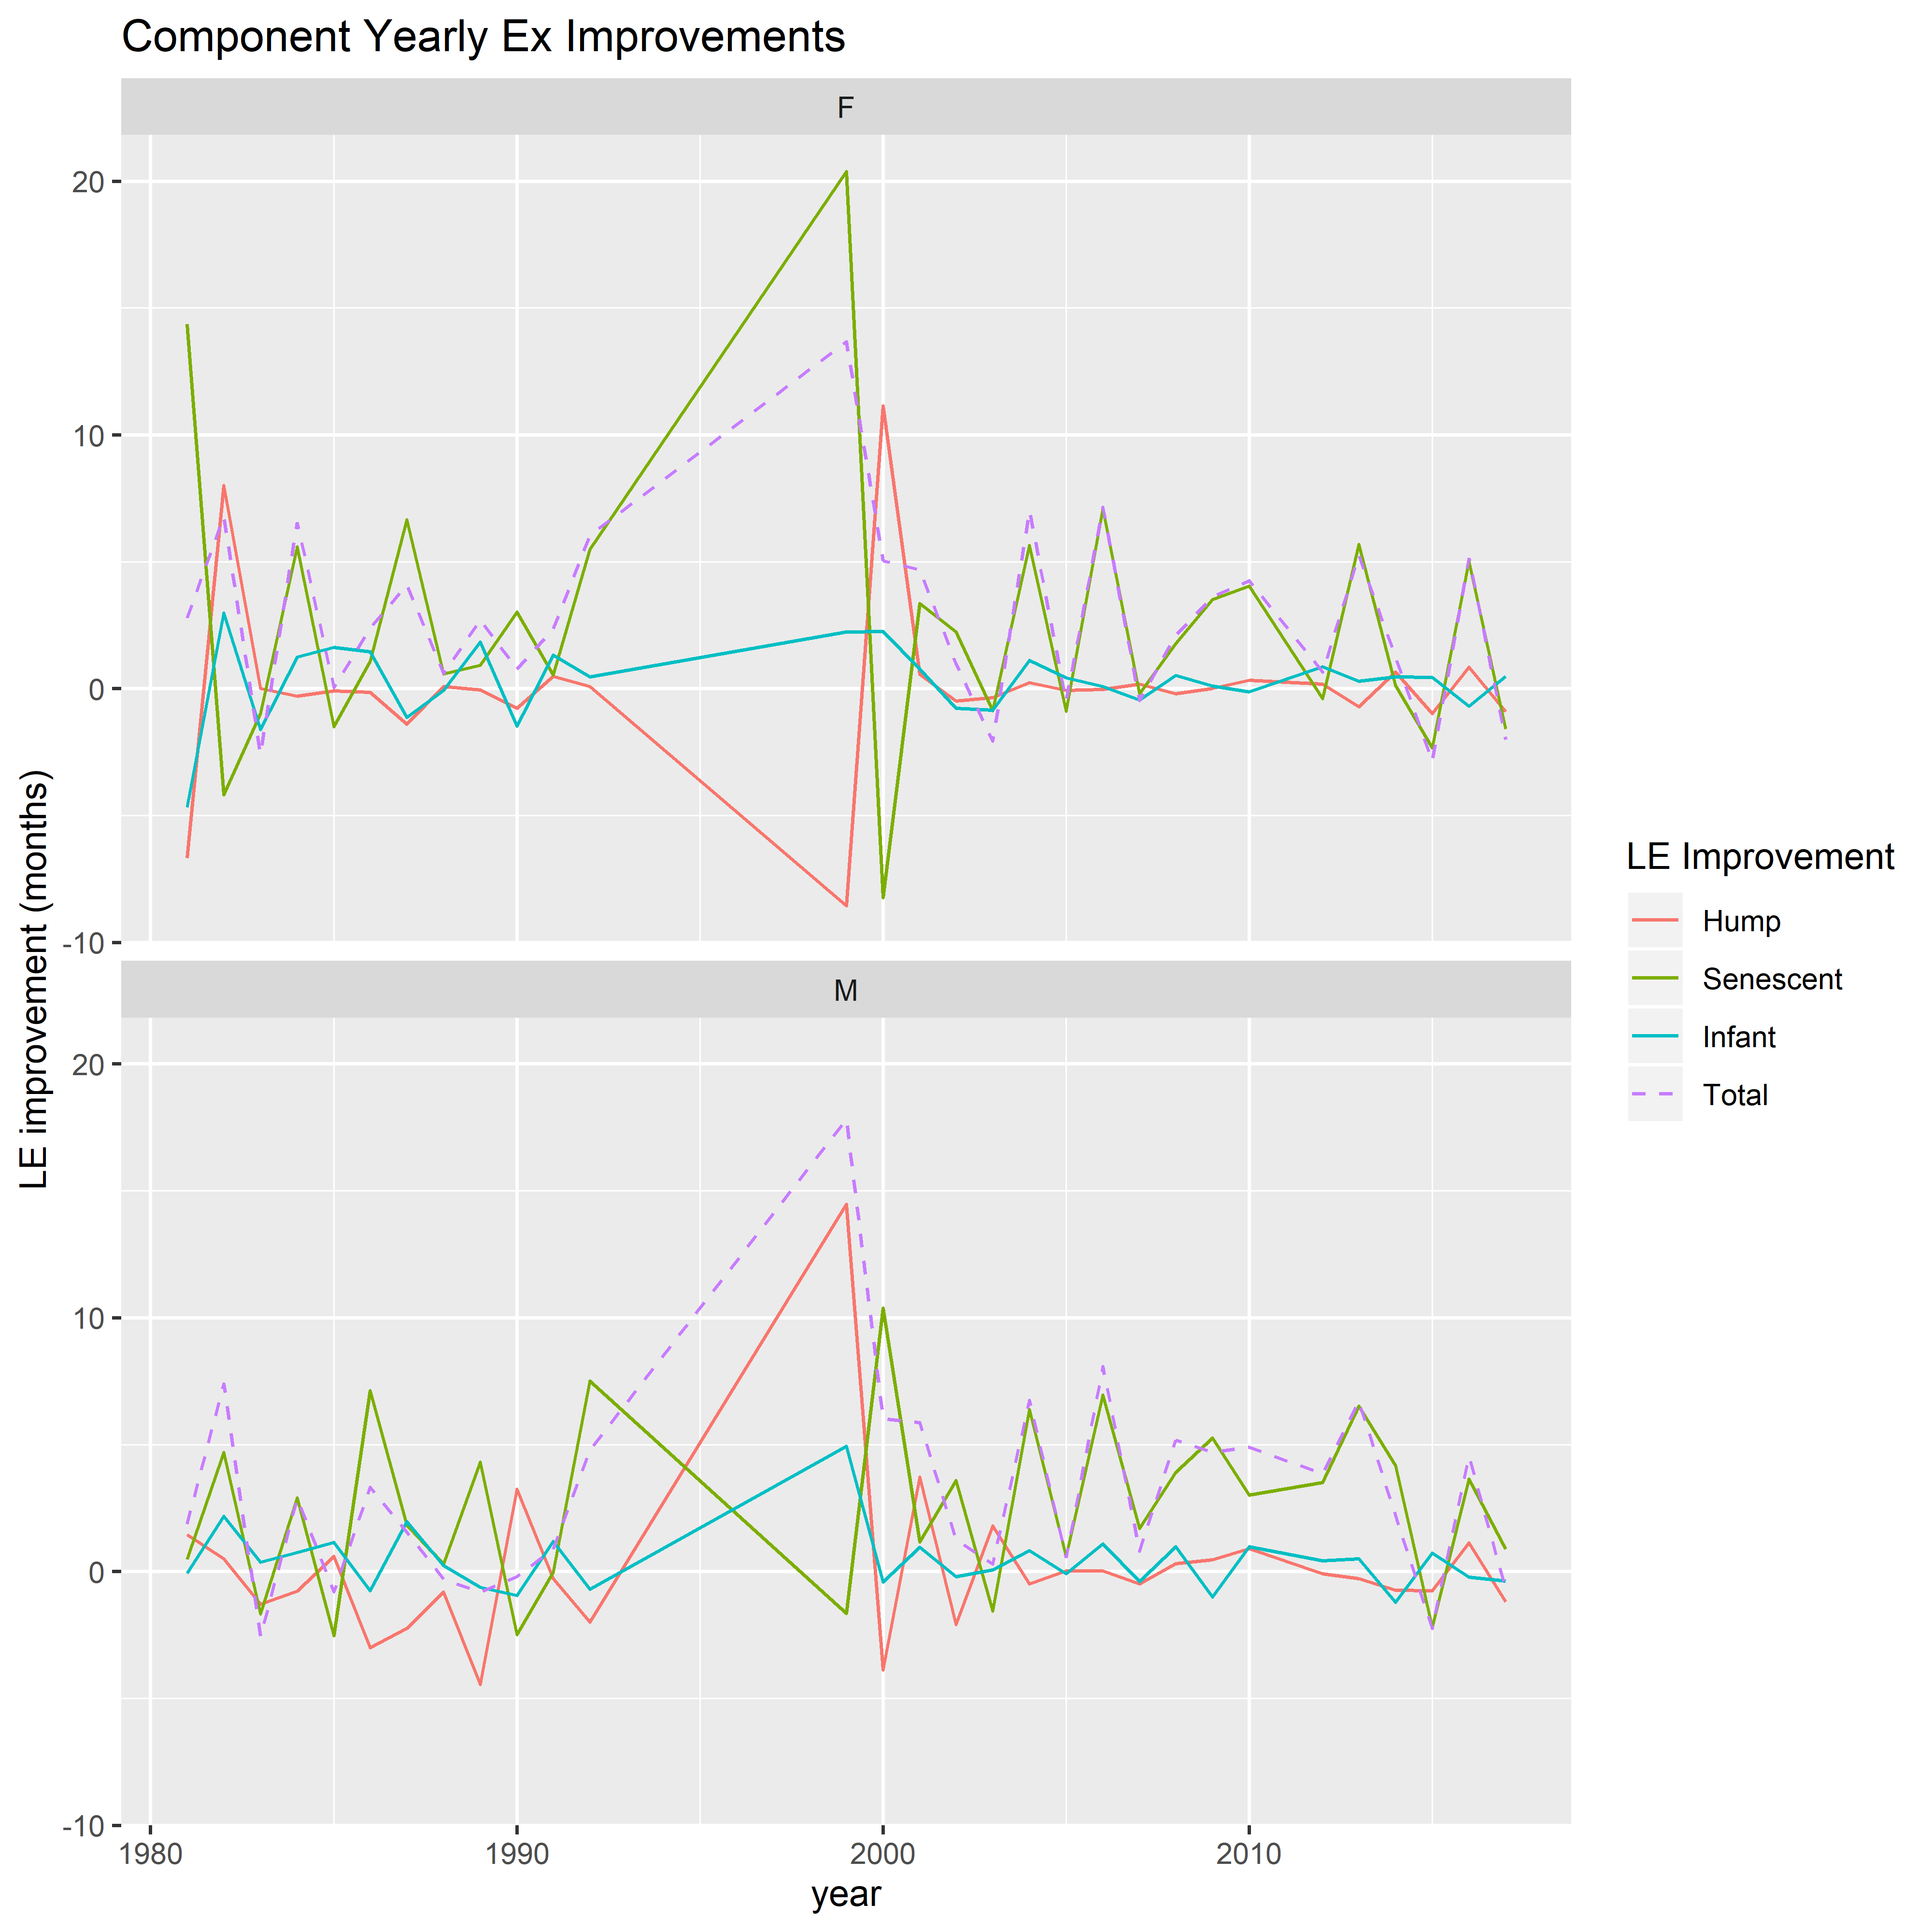 Component Yearly Ex Improvements
F
20
10
0
-10
M
20
10
0
-10
1980
1990
2000
2010
year
LE improvement (months)
LE Improvement
Hump
Senescent
Infant
Total